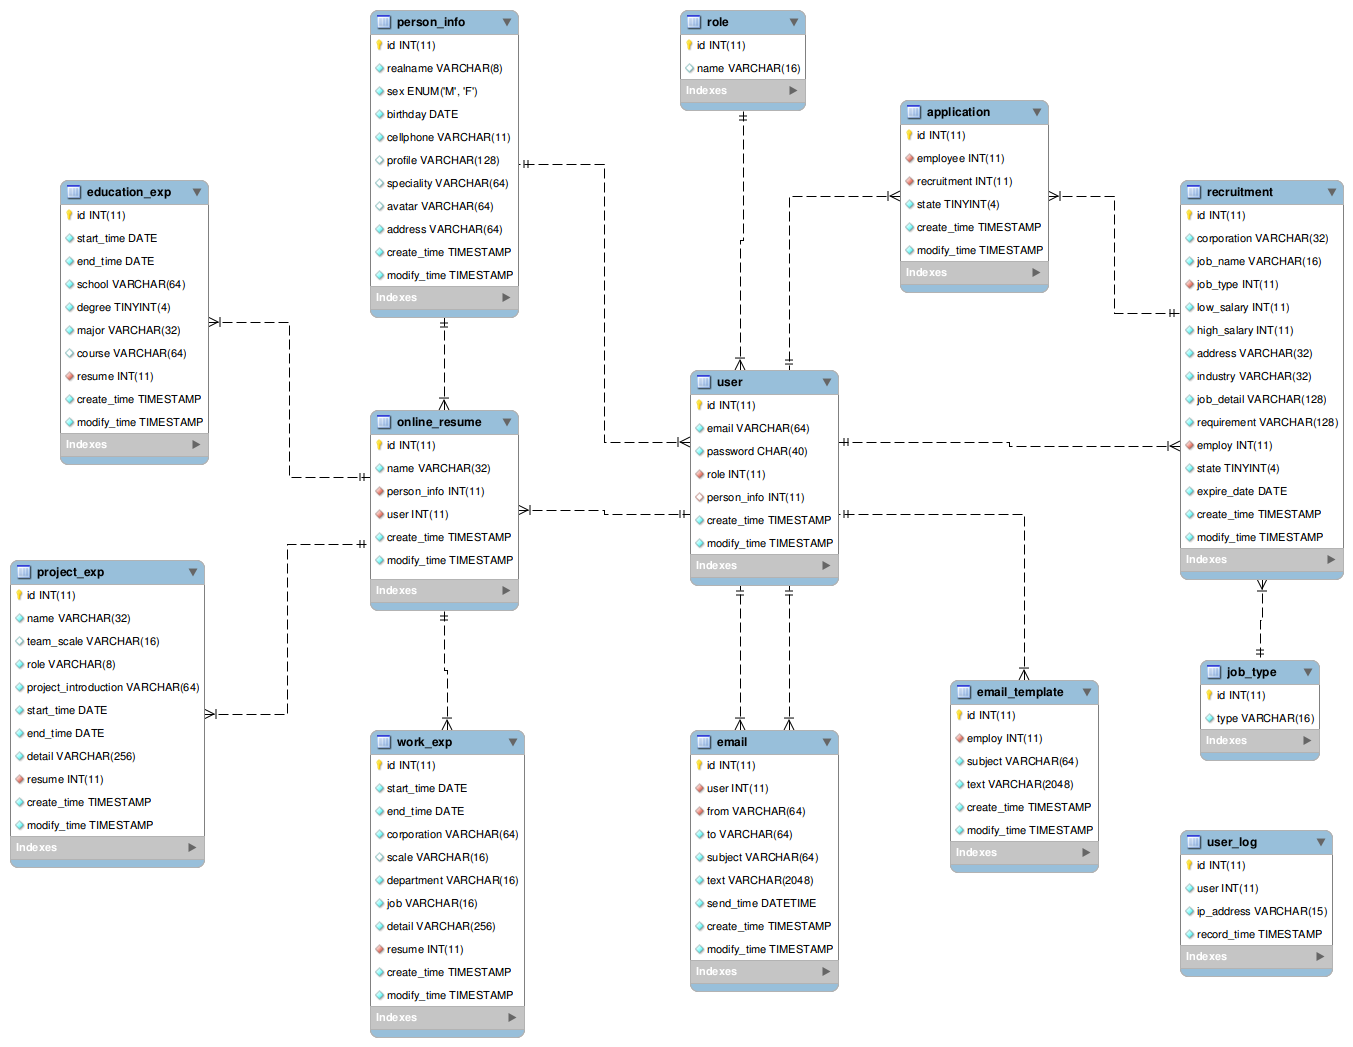 person_info
id INT(11)
realname VARCHAR(8)
sex ENUM('M', 'F')
birthday DATE
cellphone VARCHAR(11)
profile VARCHAR(128)
speciality VARCHAR(64)
avatar VARCHAR(64)
address VARCHAR(64)
create_time TIMESTAMP
modify_time TIMESTAMP
Indexes
role
id INT(11)
name VARCHAR(16)
Indexes
application
id INT(11)
employee INT(11)
recruitment INT(11)
state TINYINT(4)
create_time TIMESTAMP
modify_time TIMESTAMP
Indexes
education_exp
id INT(11)
start_time DATE
end_time DATE
school VARCHAR(64)
degree TINYINT(4)
major VARCHAR(32)
course VARCHAR(64)
resume INT(11)
create_time TIMESTAMP
modify_time TIMESTAMP
Indexes
recruitment
id INT(11)
corporation VARCHAR(32)
job_name VARCHAR(16)
job_type INT(11)
low_salary INT(11)
high_salary INT(11)
address VARCHAR(32)
industry VARCHAR(32)
job_detail VARCHAR(128)
requirement VARCHAR(128)
employ INT(11)
state TINYINT(4)
expire_date DATE
create_time TIMESTAMP
modify_time TIMESTAMP
Indexes
user
id INT(11)
email VARCHAR(64)
password CHAR(40)
role INT(11)
person_info INT(11)
create_time TIMESTAMP
modify_time TIMESTAMP
Indexes
online_resume
id INT(11)
name VARCHAR(32)
person_info INT(11)
user INT(11)
create_time TIMESTAMP
modify_time TIMESTAMP
Indexes
project_exp
id INT(11)
name VARCHAR(32)
team_scale VARCHAR(16)
role VARCHAR(8)
project_introduction VARCHAR(64)
start_time DATE
end_time DATE
detail VARCHAR(256)
resume INT(11)
create_time TIMESTAMP
modify_time TIMESTAMP
Indexes
work_exp
id INT(11)
start_time DATE
end_time DATE
corporation VARCHAR(64)
scale VARCHAR(16)
department VARCHAR(16)
job VARCHAR(16)
detail VARCHAR(256)
resume INT(11)
create_time TIMESTAMP
modify_time TIMESTAMP
Indexes
email
id INT(11)
user INT(11)
from VARCHAR(64)
to VARCHAR(64)
subject VARCHAR(64)
text VARCHAR(2048)
send_time DATETIME
create_time TIMESTAMP
modify_time TIMESTAMP
Indexes
email_template
id INT(11)
employ INT(11)
subject VARCHAR(64)
text VARCHAR(2048)
create_time TIMESTAMP
modify_time TIMESTAMP
Indexes
job_type
id INT(11)
type VARCHAR(16)
Indexes
user_log
id INT(11)
user INT(11)
ip_address VARCHAR(15)
record_time TIMESTAMP
Indexes